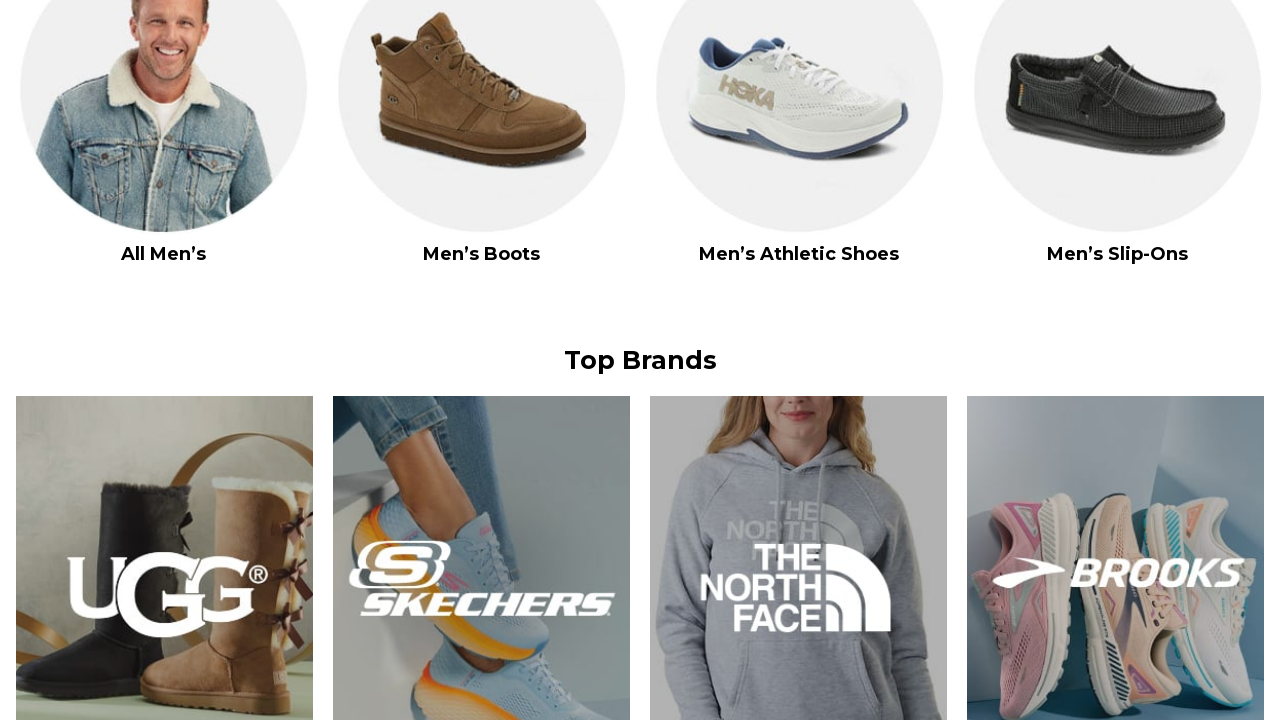 HOKA
All Men’s
Men’s Boots
Men’s Athletic Shoes
Men’s Slip-Ons
Top Brands
UGG®
S
SKECHERS
THE
NORTH
THE
NORTH
FACE
BROOKS